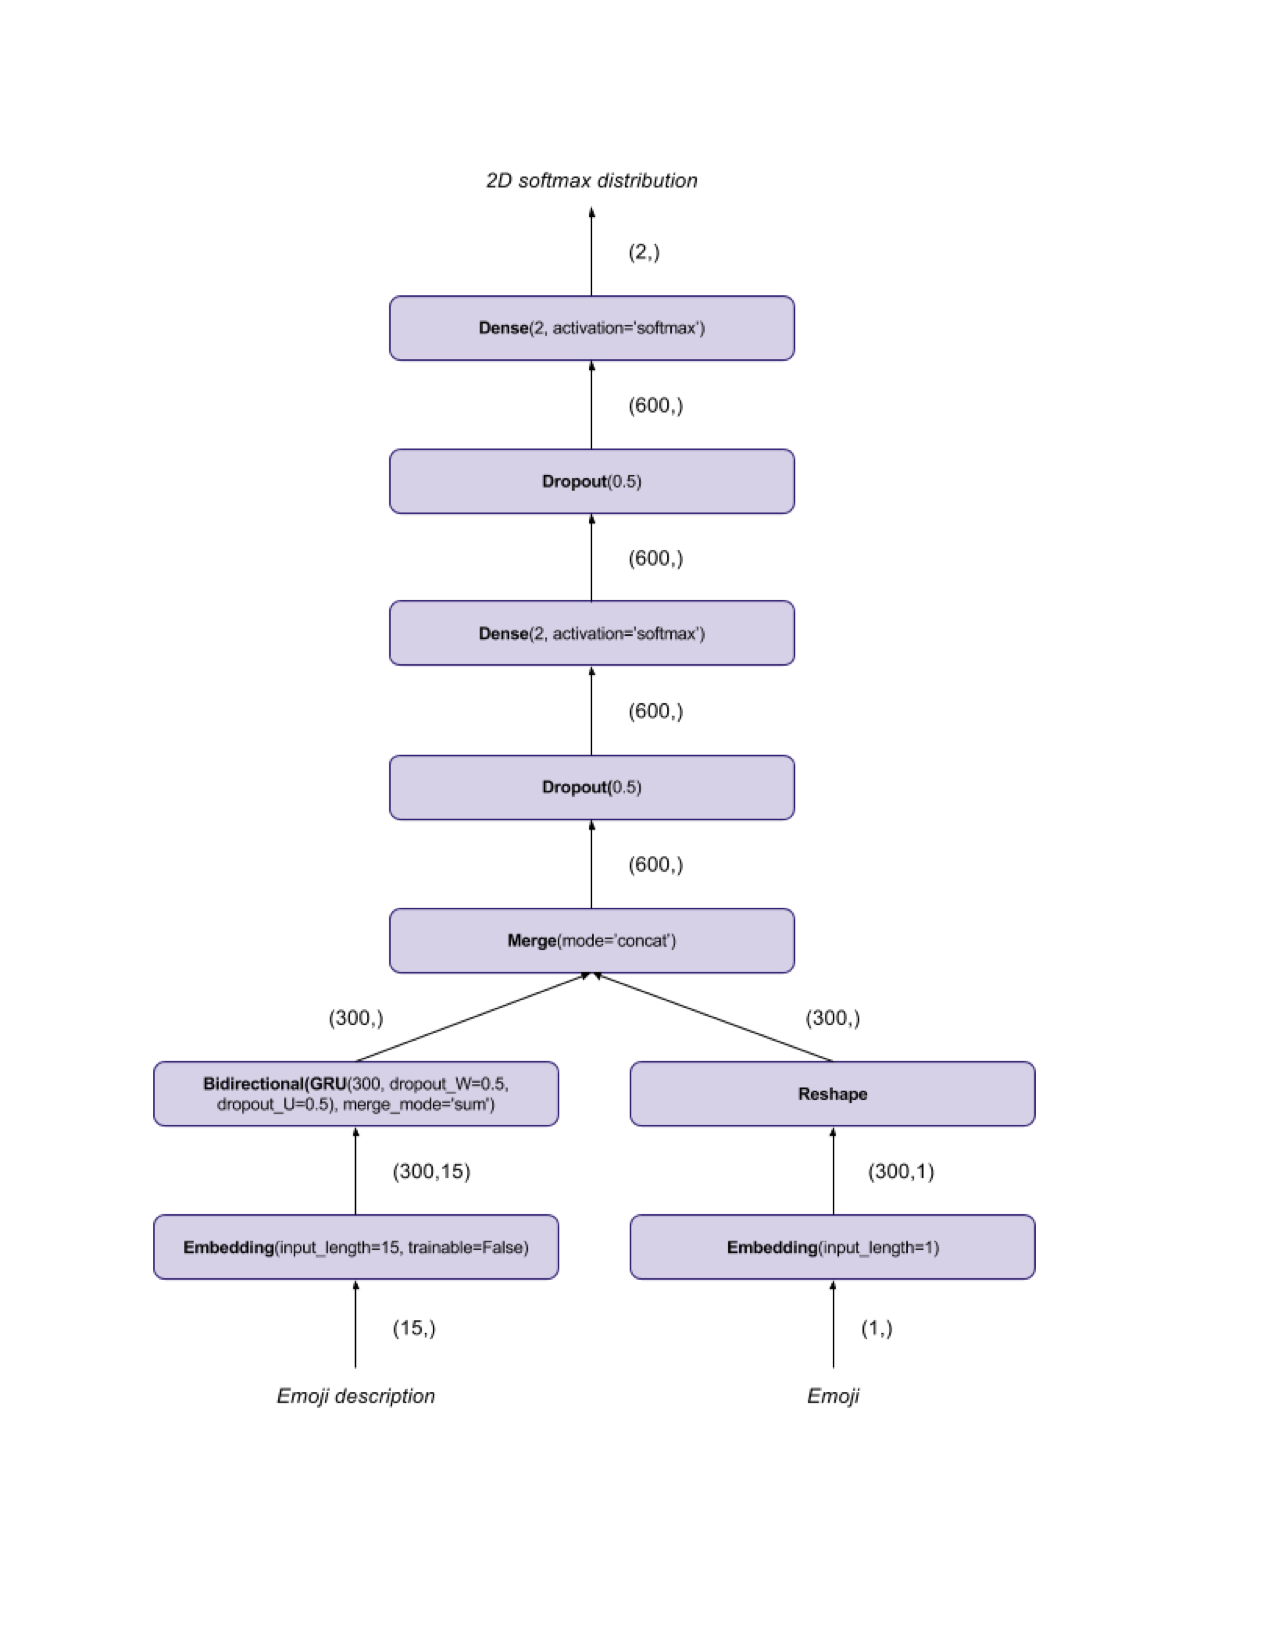 2D softmax distribution
(2,)
Dense(2, activation='softmax')
(600,)
Dropout(0.5)
(600,)
Dense(2, activation='softmax')
(600,)
Dropout(0.5)
(600,)
Merge(mode='concat')
(300,)
(300,)
Bidirectional(GRU(300, dropout_W=0.5,
dropout_U=0.5), merge_mode='sum')
Reshape
(300,15)
(300,1)
Embedding(input_length=15, trainable=False)
Embedding(input_length=1)
(15,)
(1,)
Emoji description
Emoji